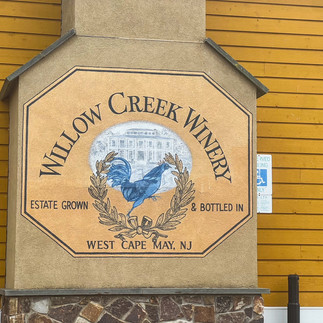 WILLOW CREEK WINERY
ESTATE GROWN & BOTTLED IN
WEST CAPE MAY, NJ